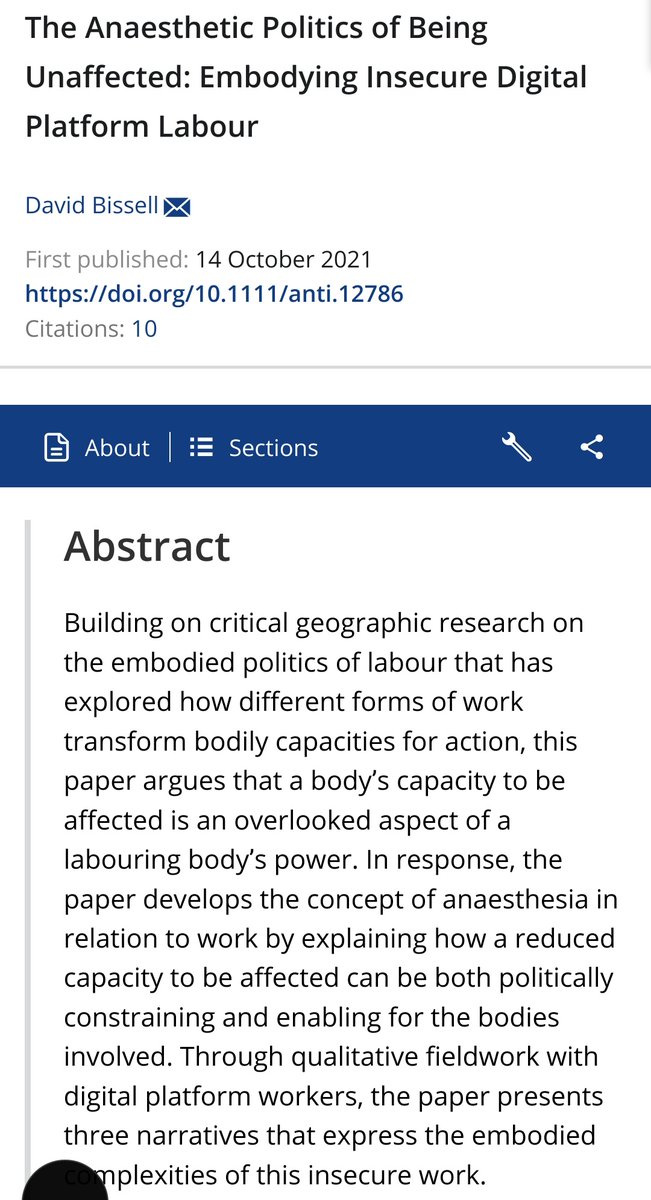 The Anaesthetic Politics of Being
Unaffected: Embodying Insecure Digital
Platform Labour
David Bissell
First published: 14 October 2021
https://doi.org/10.1111/anti.12786
Citations: 10
About | Sections
Abstract
Building on critical geographic research on
the embodied politics of labour that has
explored how different forms of work
transform bodily capacities for action, this
paper argues that a body’s capacity to be
affected is an overlooked aspect of a
labouring body’s power. In response, the
paper develops the concept of anaesthesia in
relation to work by explaining how a reduced
capacity to be affected can be both politically
constraining and enabling for the bodies
involved. Through qualitative fieldwork with
digital platform workers, the paper presents
three narratives that express the embodied
complexities of this insecure work.